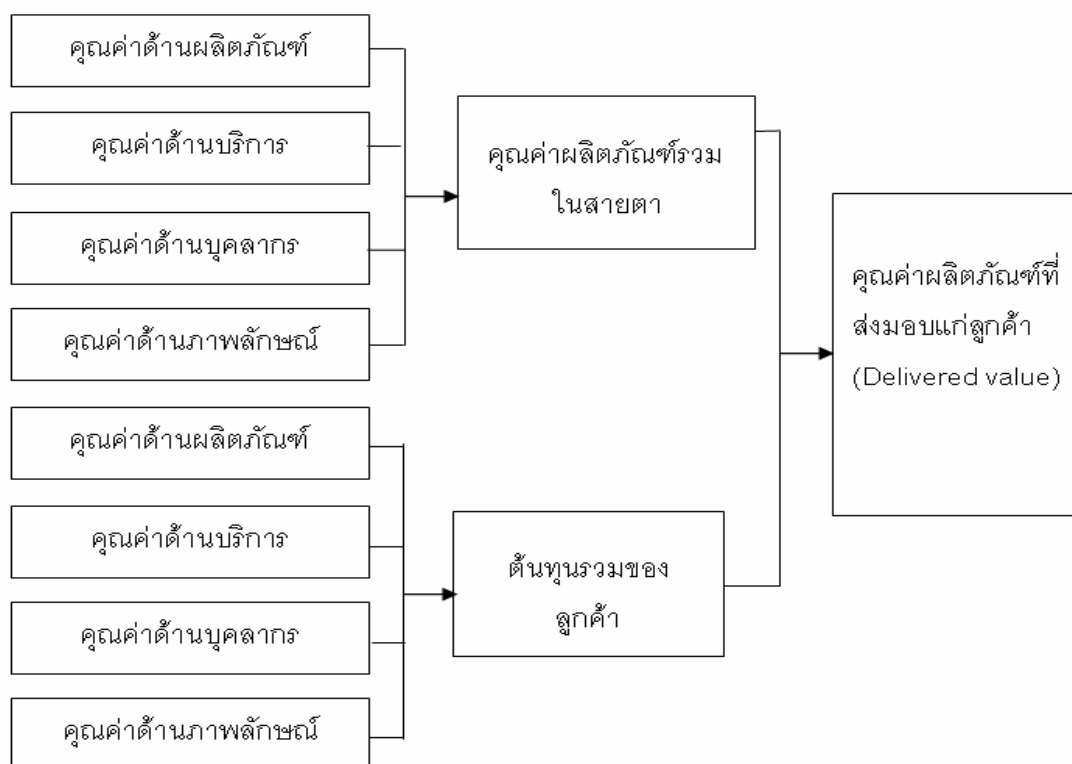 คุณค่าด้านผลิตภัณฑ์
คุณค่าด้านบริการ
คุณค่าด้านบุคลากร
คุณค่าด้านภาพลักษณ์
คุณค่าผลิตภัณฑ์รวม
ในสายตา
คุณค่าด้านผลิตภัณฑ์
คุณค่าด้านบริการ
คุณค่าด้านบุคลากร
คุณค่าด้านภาพลักษณ์
ต้นทุนรวมของ
ลูกค้า
คุณค่าผลิตภัณฑ์ที่
ส่งมอบแก่ลูกค้า
(Delivered value)